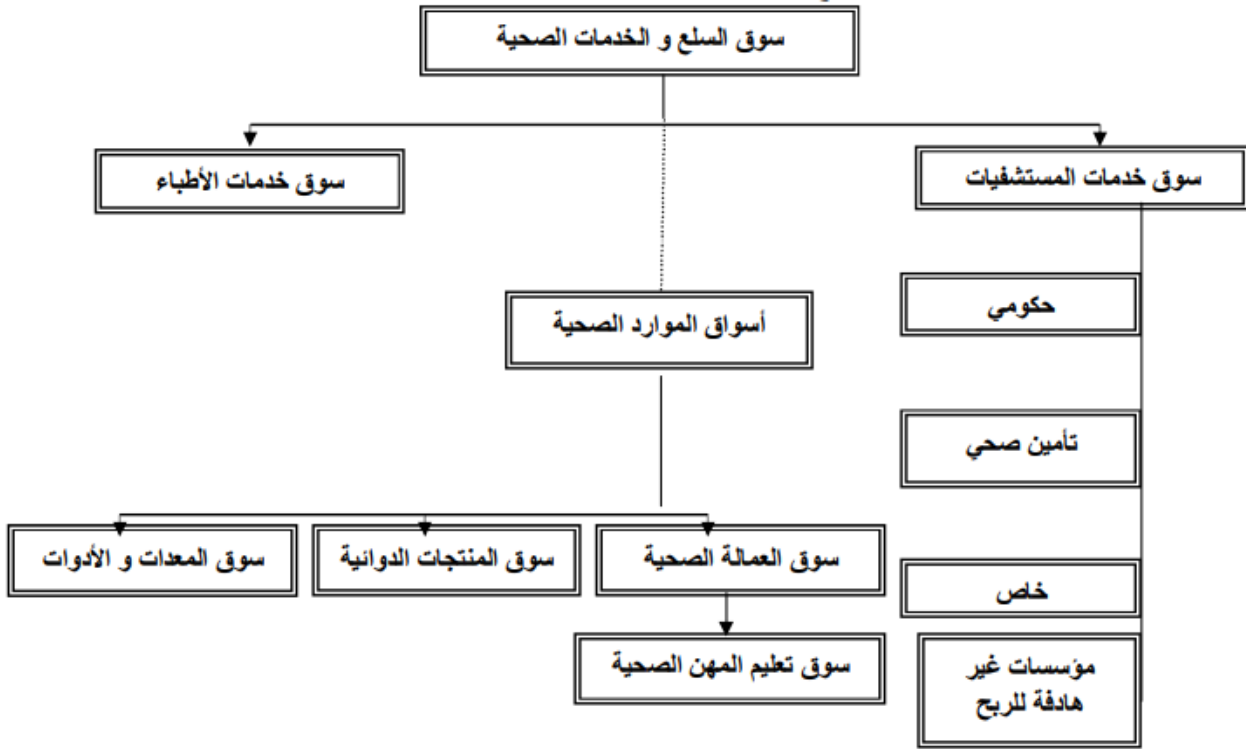 سوق السلع و الخدمات الصحية
سوق خدمات المستشفيات
سوق خدمات الأطباء
حكومي
أسواق الموارد الصحية
تأمين صحي
سوق العمالة الصحية
سوق المنتجات الدوائية
سوق المعدات و الأدوات
خاص
سوق تعليم المهن الصحية
مؤسسات غير
هادفة للربح